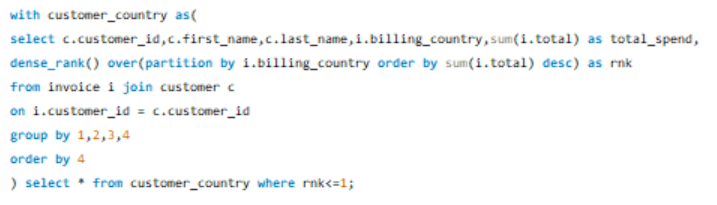 with customer_country as(
select c.customer_id,c.first_name,c.last_name,i.billing_country,sum(i.total) as total_spend,
dense_rank() over(partition by i.billing_country order by sum(i.total) desc) as rnk
from invoice i join customer c
on i.customer_id = c.customer_id
group by 1,2,3,4
order by 4
) select * from customer_country where rnk<=1;